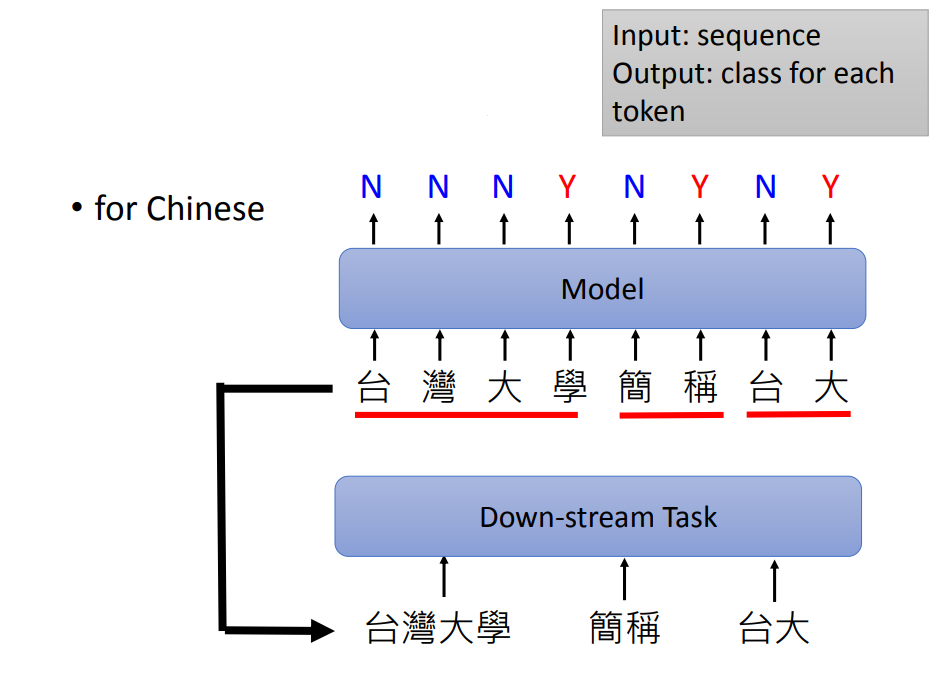 Input: sequence
Output: class for each
token
• for Chinese
N N N Y N Y N Y
Model
台 灣 大 學 簡 稱 台 大
Down-stream Task
台灣大學 簡稱 台大